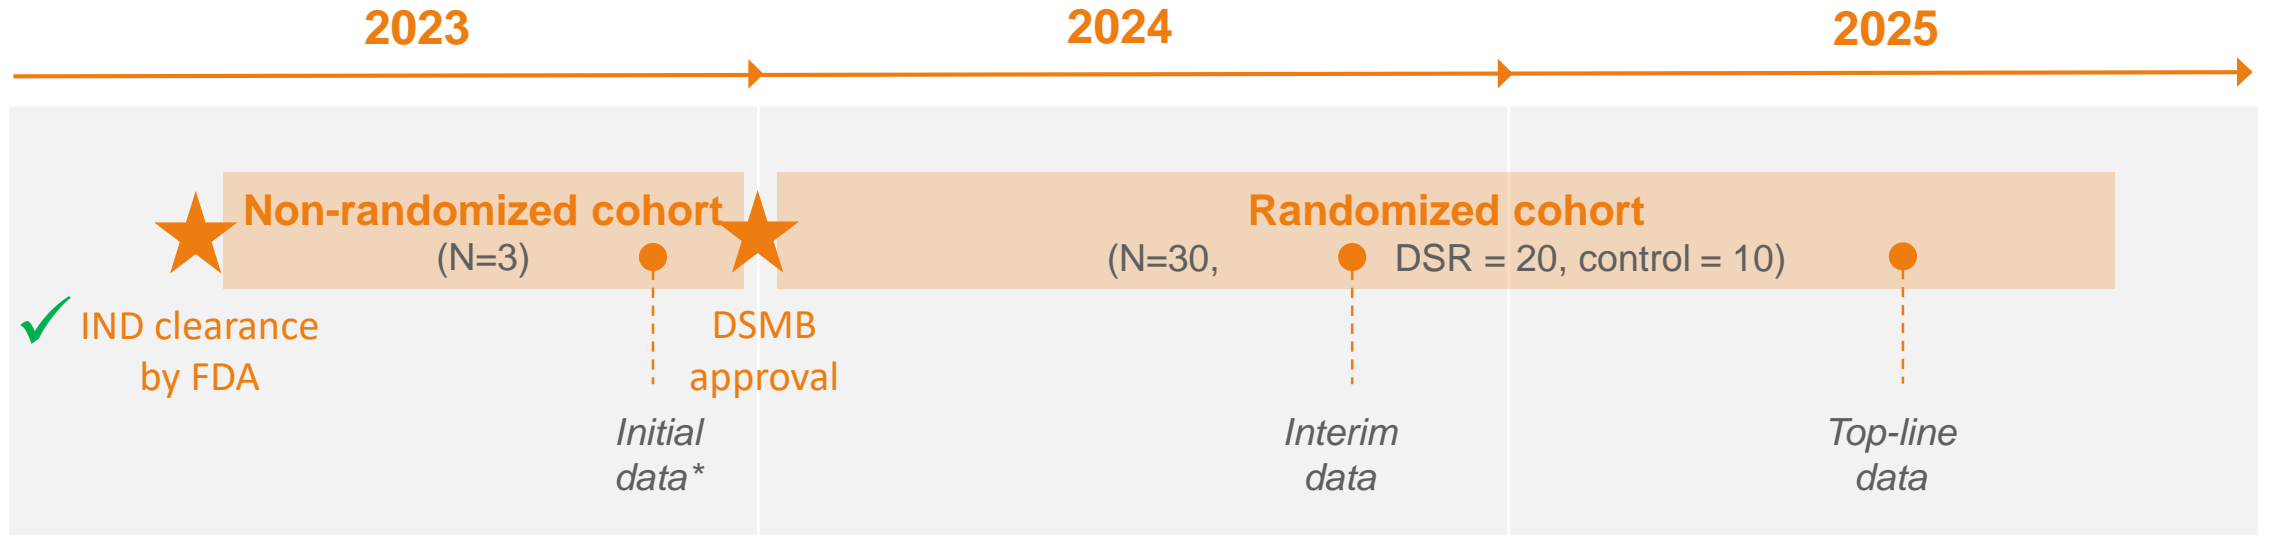 2023
2024
2025
Non-randomized cohort
(N=3)
Randomized cohort
(N=30, DSR = 20, control = 10)
IND clearance
by FDA
DSMB
approval
Initial
data*
Interim
data
Top-line
data